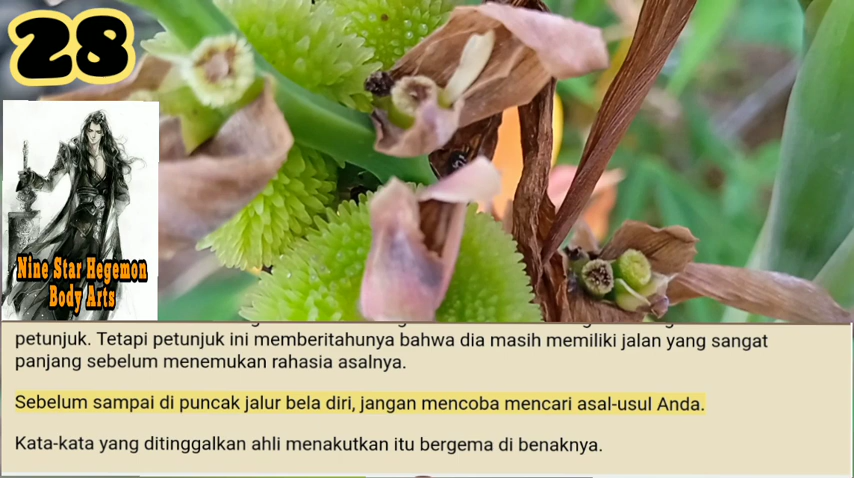 28
Nine Star Hegemon
Body Arts
petunjuk. Tetapi petunjuk ini memberitahunya bahwa dia masih memiliki jalan yang sangat
panjang sebelum menemukan rahasia asalnya.
Sebelum sampai di puncak jalur bela diri, jangan mencoba mencari asal-usul Anda.
Kata-kata yang ditinggalkan ahli menakutkan itu bergema di benaknya.